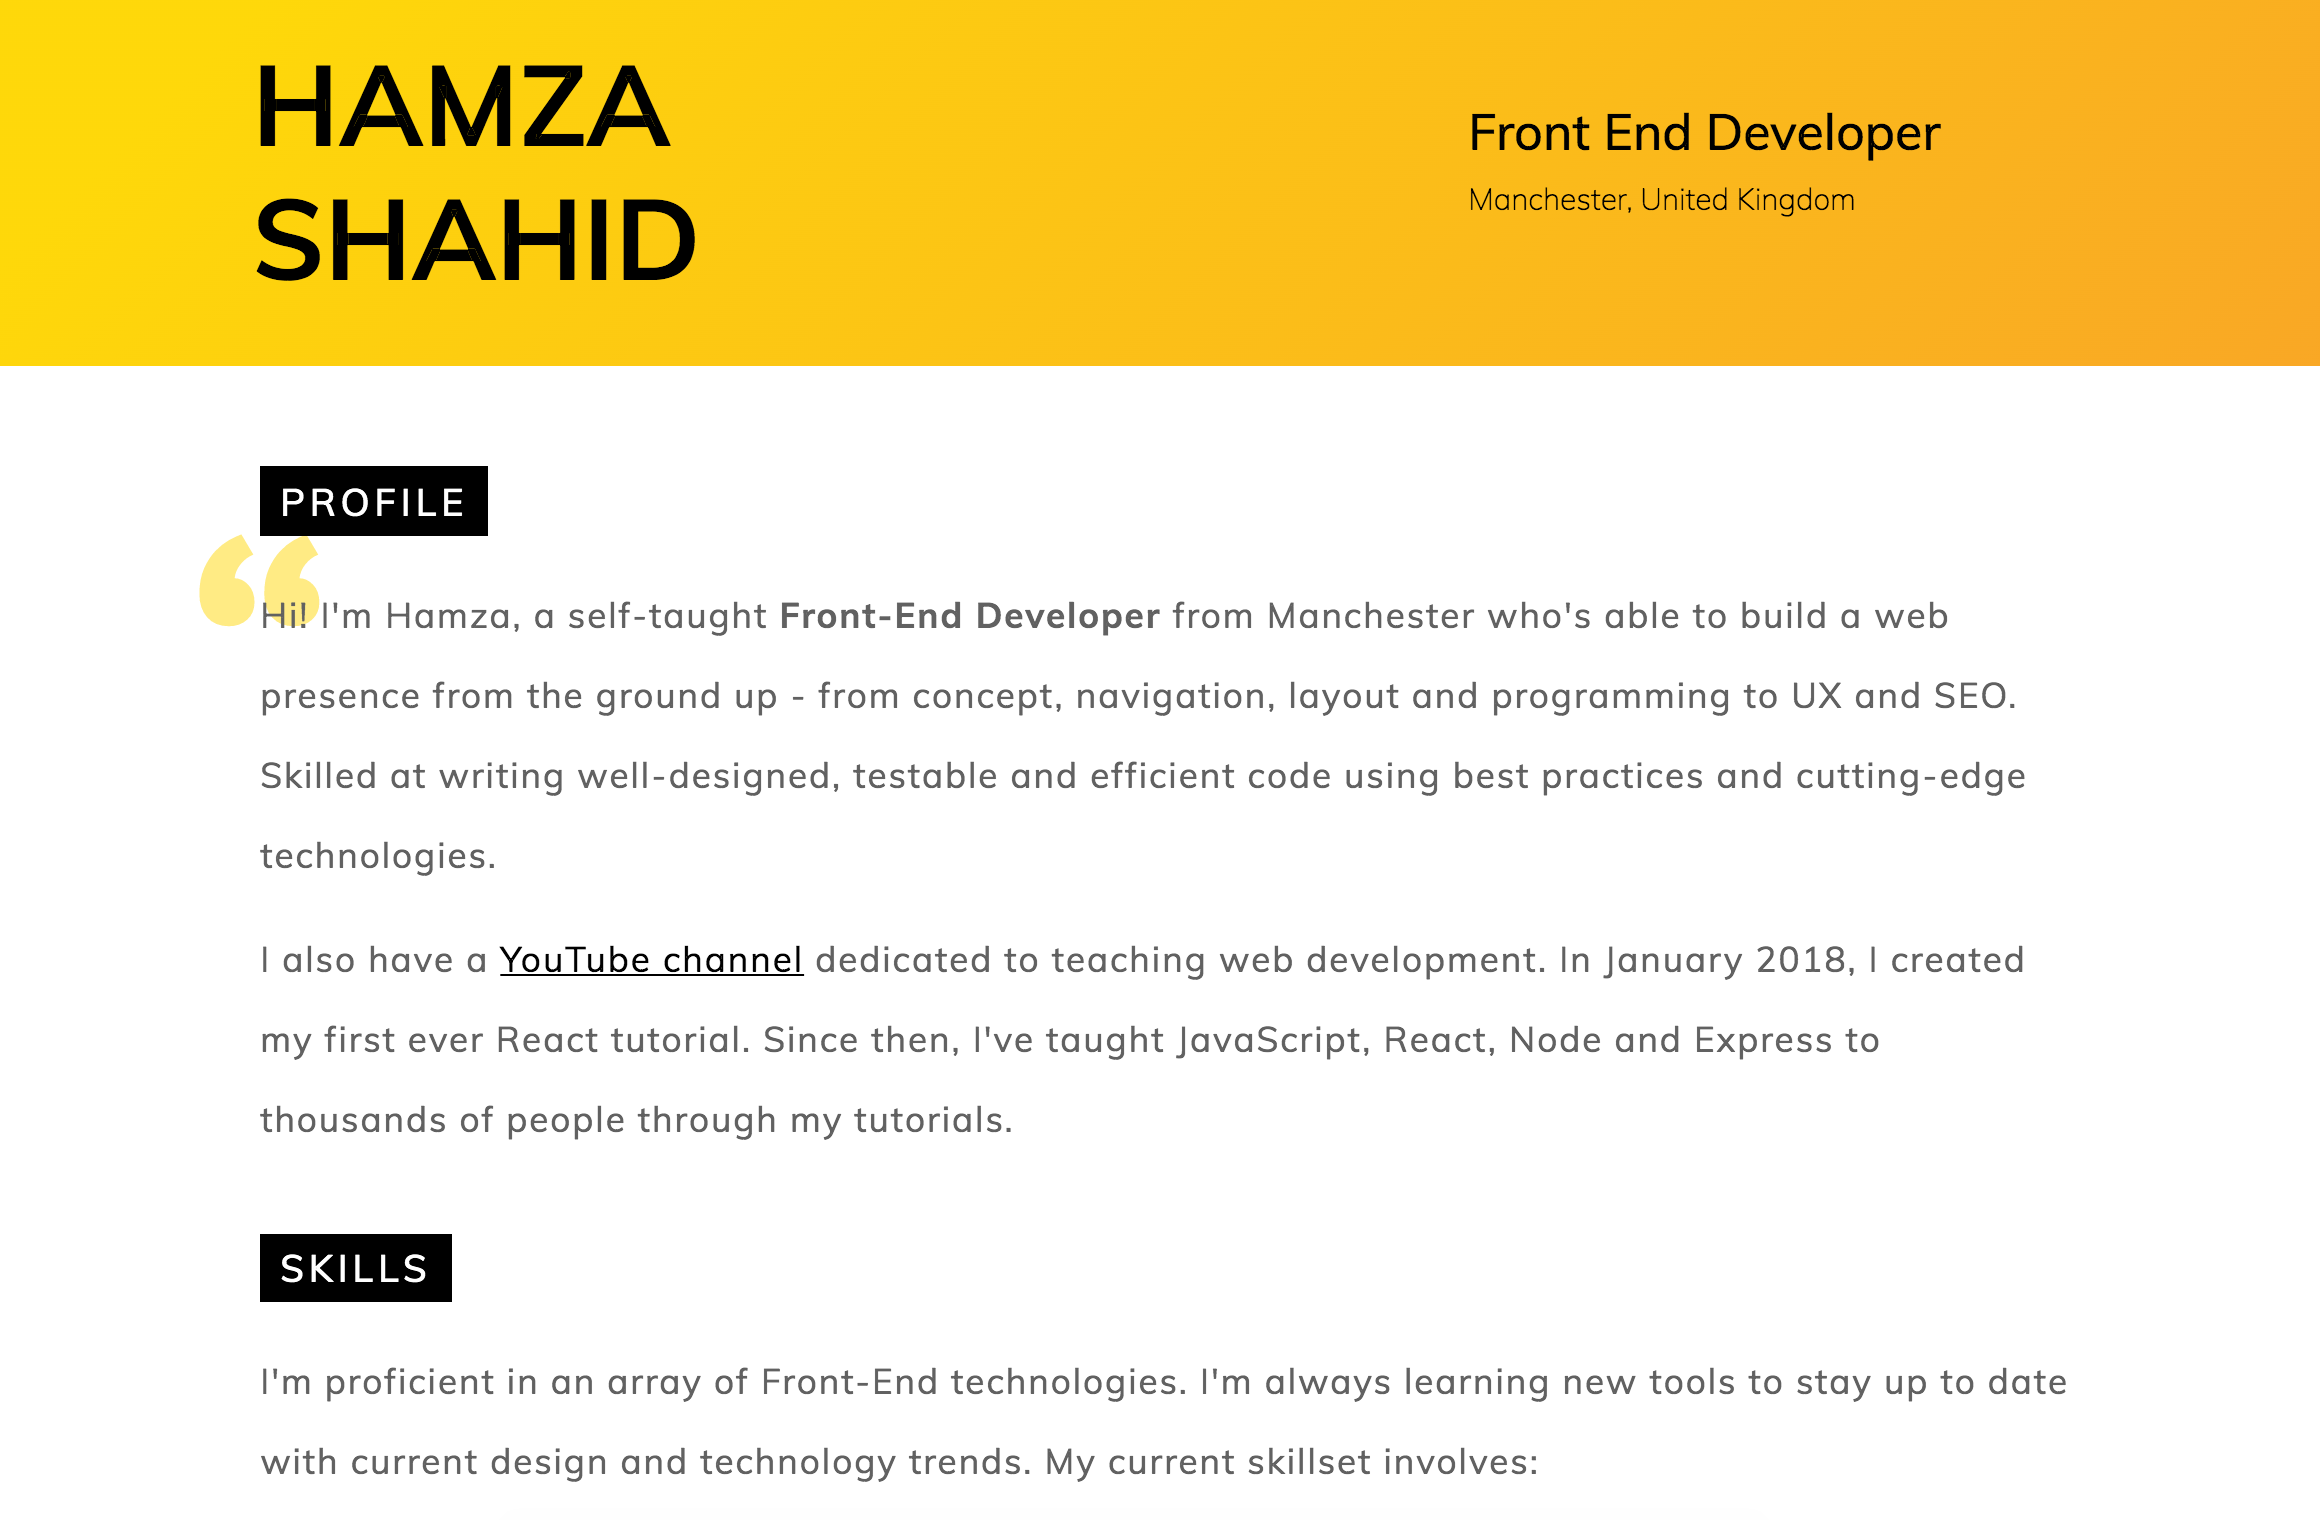 HAMZA
SHAHID
Front End Developer
Manchester, United Kingdom
PROFILE
“
Hi! I'm Hamza, a self-taught Front-End Developer from Manchester who's able to build a web
presence from the ground up - from concept, navigation, layout and programming to UX and SEO.
Skilled at writing well-designed, testable and efficient code using best practices and cutting-edge
technologies.
I also have a YouTube channel dedicated to teaching web development. In January 2018, I created
my first ever React tutorial. Since then, I've taught JavaScript, React, Node and Express to
thousands of people through my tutorials.
SKILLS
I'm proficient in an array of Front-End technologies. I'm always learning new tools to stay up to date
with current design and technology trends. My current skillset involves: